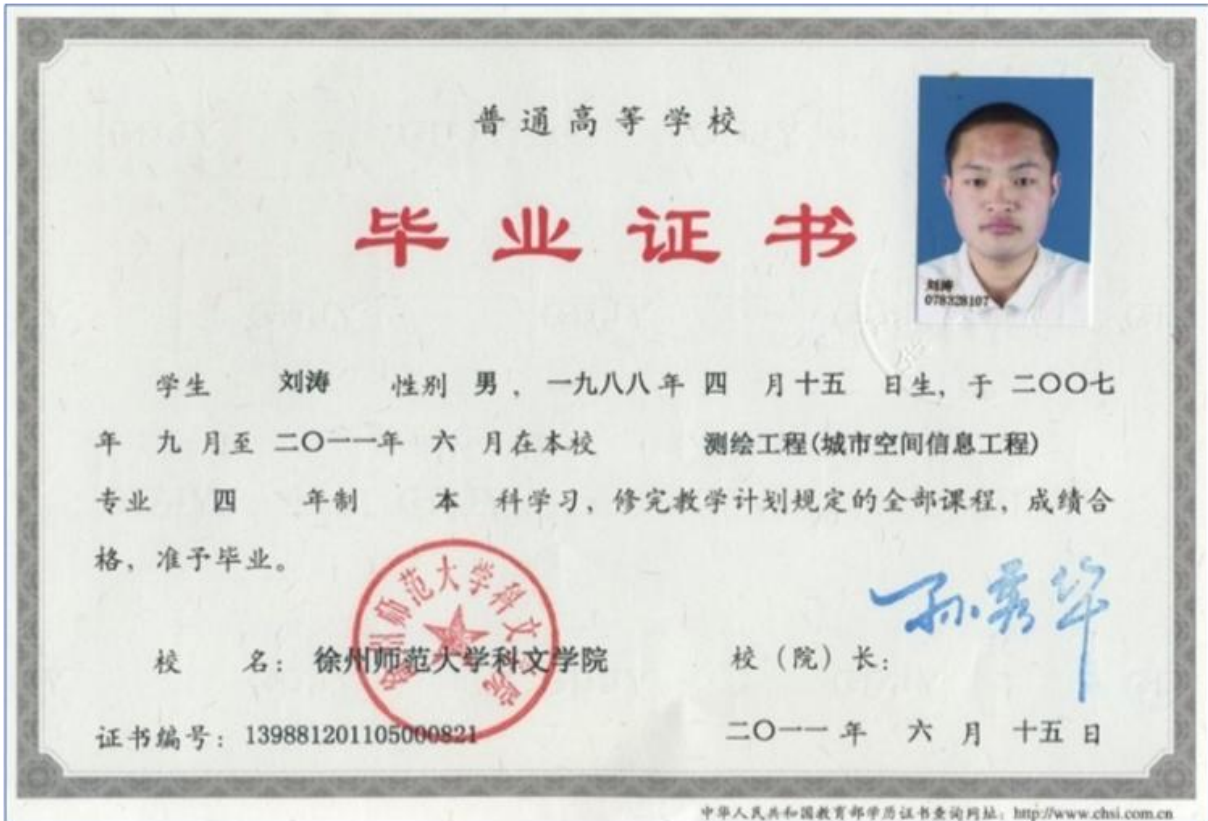 普通高等学校
毕业证书
刘涛
078328107
学生 刘涛 性别 男，一九八八年 四 月十五 日生，于 二〇〇七
年 九 月至 二〇一一年 六 月在本校 测绘工程(城市空间信息工程)
专业 四 年制 本 科学习，修完教学计划规定的全部课程，成绩合
格，准予毕业。
徐州师范大学科文学院
孙秀华
校 名：徐州师范大学科文学院 校（院）长：
证书编号：139881201105000821 二〇一一年 六 月 十五 日
中华人民共和国教育部学历证书查询网址：http://www.chsi.com.cn